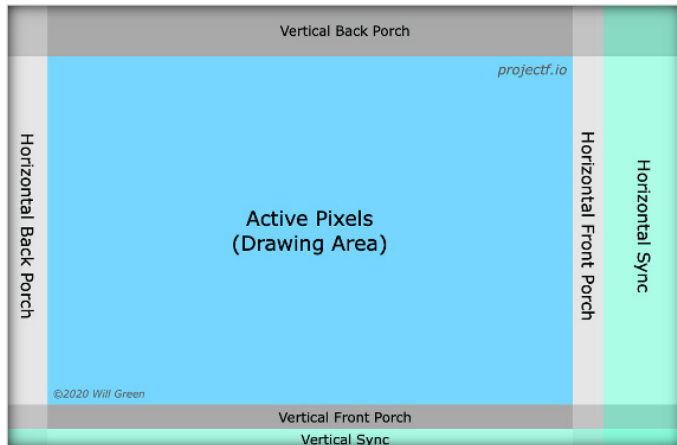 Vertical Back Porch
projectf.io
Horizontal Back Porch
Active Pixels
(Drawing Area)
Horizontal Front Porch
Horizontal Sync
©2020 Will Green
Vertical Front Porch
Vertical Sync